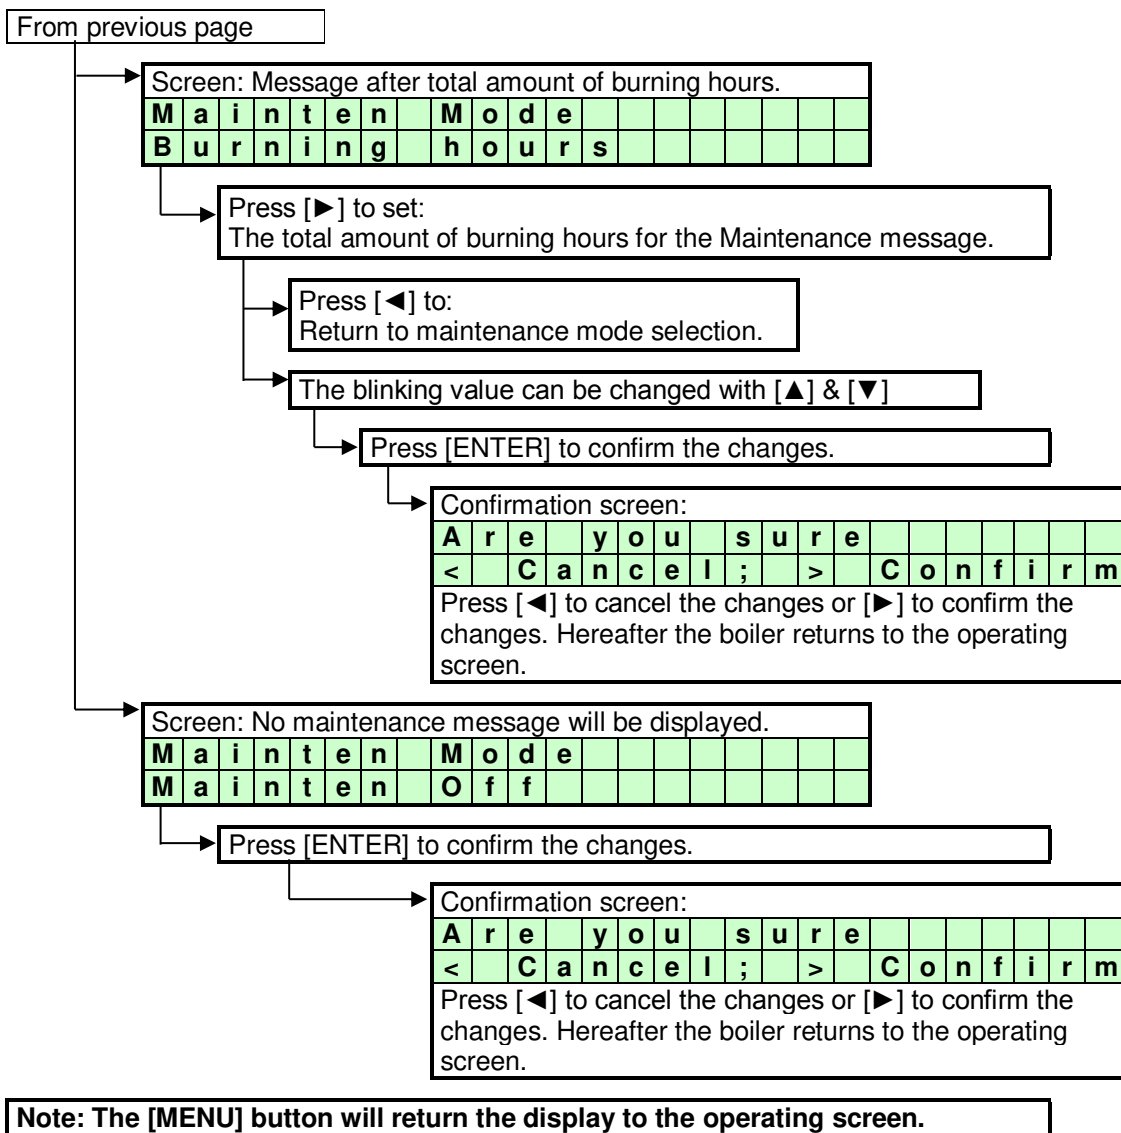 From previous page
Screen: Message after total amount of burning hours.
Mainten Mode
Burning hours
Press [►] to set:
The total amount of burning hours for the Maintenance message.
Press [◄] to:
Return to maintenance mode selection.
The blinking value can be changed with [▲] & [▼]
Press [ENTER] to confirm the changes.
Confirmation screen:
Are you sure
< Cancel; > Confirm
Press [◄] to cancel the changes or [►] to confirm the
changes. Hereafter the boiler returns to the operating
screen.
Screen: No maintenance message will be displayed.
Mainten Mode
Mainten Off
Press [ENTER] to confirm the changes.
Confirmation screen:
Are you sure
< Cancel; > Confirm
Press [◄] to cancel the changes or [►] to confirm the
changes. Hereafter the boiler returns to the operating
screen.
Note: The [MENU] button will return the display to the operating screen.